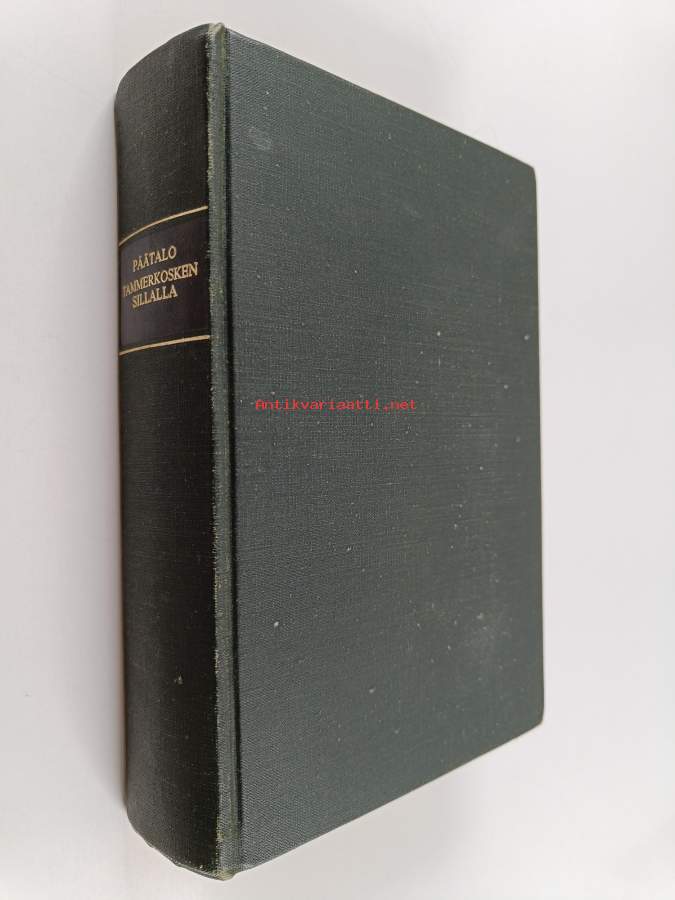 PÄÄTALO
TAMMERKOSKEN
SILLALLA
Antikvariaatti.net